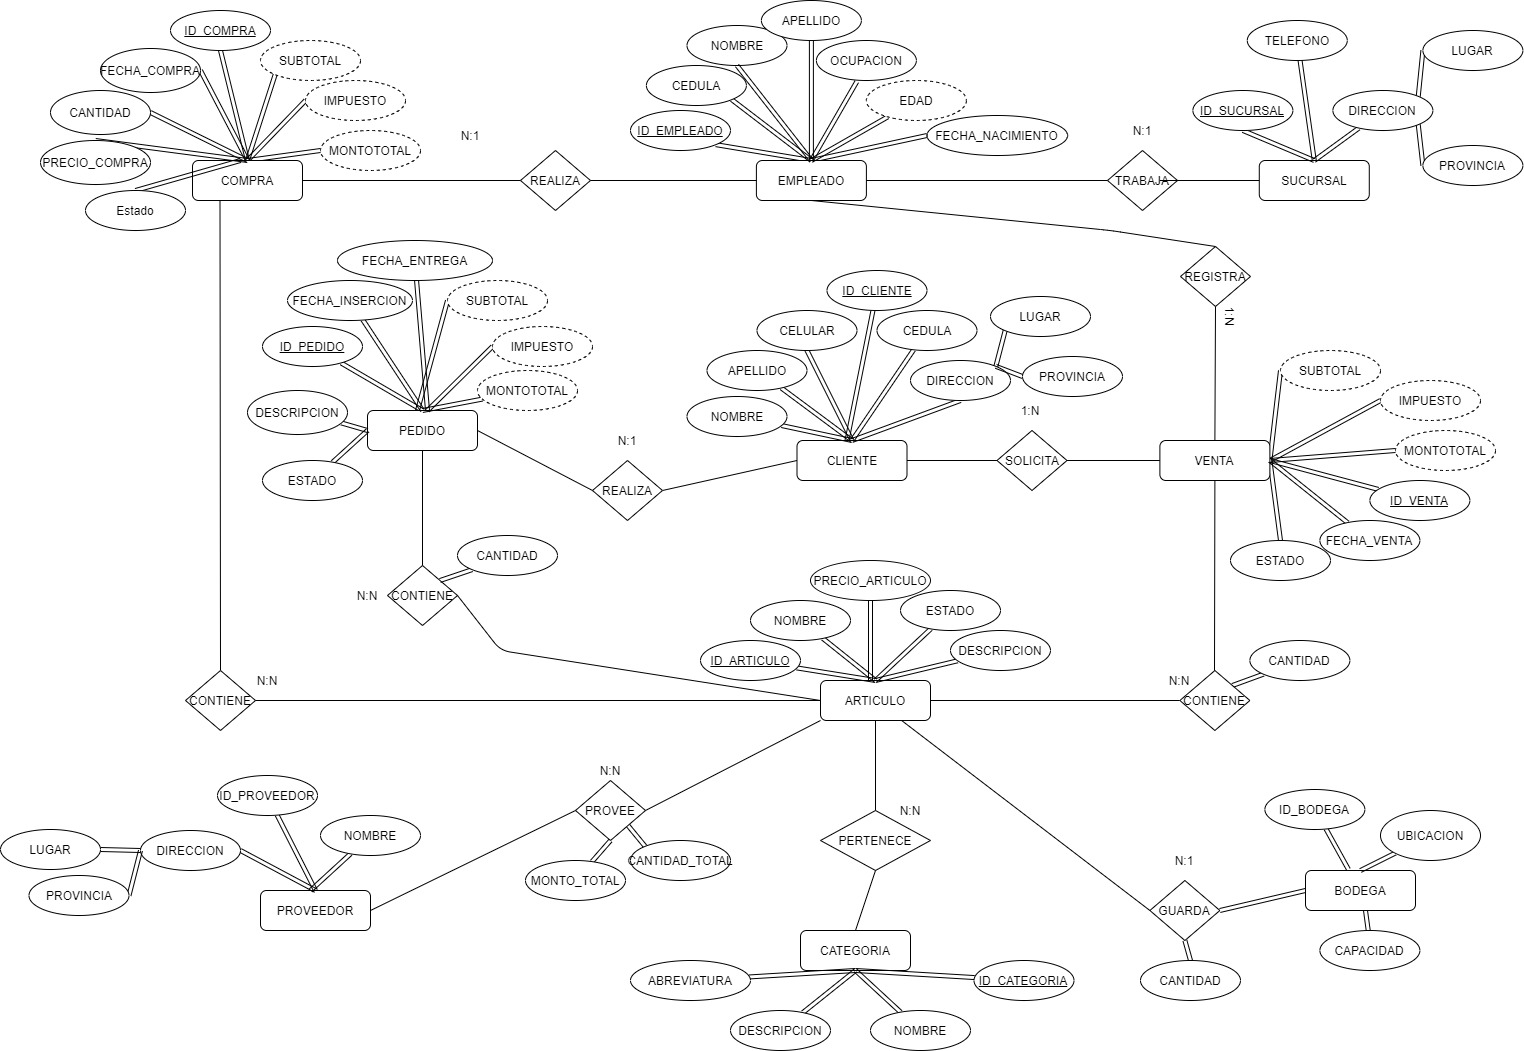 ID_COMPRA
FECHA_COMPRA
SUBTOTAL
CANTIDAD
IMPUESTO
PRECIO_COMPRA
MONTOTOTAL
Estado
COMPRA
N:1
REALIZA
APELLIDO
NOMBRE
OCUPACION
CEDULA
EDAD
ID_EMPLEADO
FECHA_NACIMIENTO
EMPLEADO
N:1
TRABAJA
TELEFONO
LUGAR
ID_SUCURSAL
DIRECCION
PROVINCIA
SUCURSAL
REGISTRA
1:N
FECHA_ENTREGA
FECHA_INSERCION
SUBTOTAL
ID_PEDIDO
IMPUESTO
MONTOTOTAL
DESCRIPCION
PEDIDO
ESTADO
N:1
REALIZA
ID_CLIENTE
CELULAR
CEDULA
LUGAR
APELLIDO
DIRECCION
PROVINCIA
NOMBRE
CLIENTE
1:N
SOLICITA
SUBTOTAL
IMPUESTO
MONTOTOTAL
VENTA
ID_VENTA
FECHA_VENTA
ESTADO
CANTIDAD
N:N
CONTIENE
PRECIO_ARTICULO
NOMBRE
ESTADO
ID_ARTICULO
DESCRIPCION
ARTICULO
N:N
CONTIENE
CANTIDAD
N:N
CONTIENE
N:N
PROVEE
MONTO_TOTAL
CANTIDAD_TOTAL
ID_PROVEEDOR
NOMBRE
LUGAR
DIRECCION
PROVINCIA
PROVEEDOR
N:N
PERTENECE
CATEGORIA
ABREVIATURA
ID_CATEGORIA
DESCRIPCION
NOMBRE
N:1
GUARDA
CANTIDAD
ID_BODEGA
UBICACION
BODEGA
CAPACIDAD